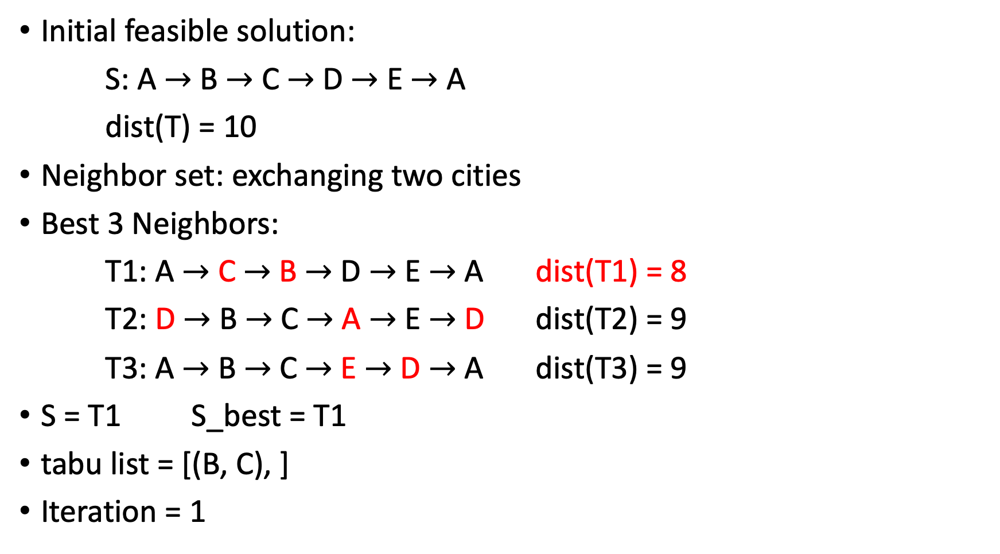 • Initial feasible solution:
S: A → B → C → D → E → A
dist(T) = 10
• Neighbor set: exchanging two cities
• Best 3 Neighbors:
T1: A → C → B → D → E → A dist(T1) = 8
T2: D → B → C → A → E → D dist(T2) = 9
T3: A → B → C → E → D → A dist(T3) = 9
• S = T1 S_best = T1
• tabu list = [(B, C), ]
• Iteration = 1